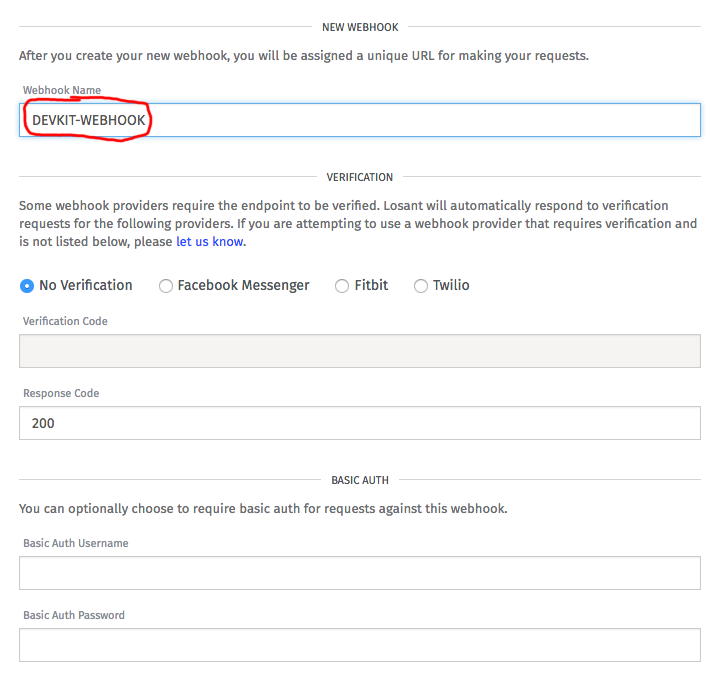 NEW WEBHOOK
After you create your new webhook, you will be assigned a unique URL for making your requests.
Webhook Name
DEVKIT-WEBHOOK
VERIFICATION
Some webhook providers require the endpoint to be verified. Losant will automatically respond to verification
requests for the following providers. If you are attempting to use a webhook provider that requires verification and
is not listed below, please let us know.
No Verification Facebook Messenger Fitbit Twilio
Verification Code
Response Code
200
BASIC AUTH
You can optionally choose to require basic auth for requests against this webhook.
Basic Auth Username
Basic Auth Password